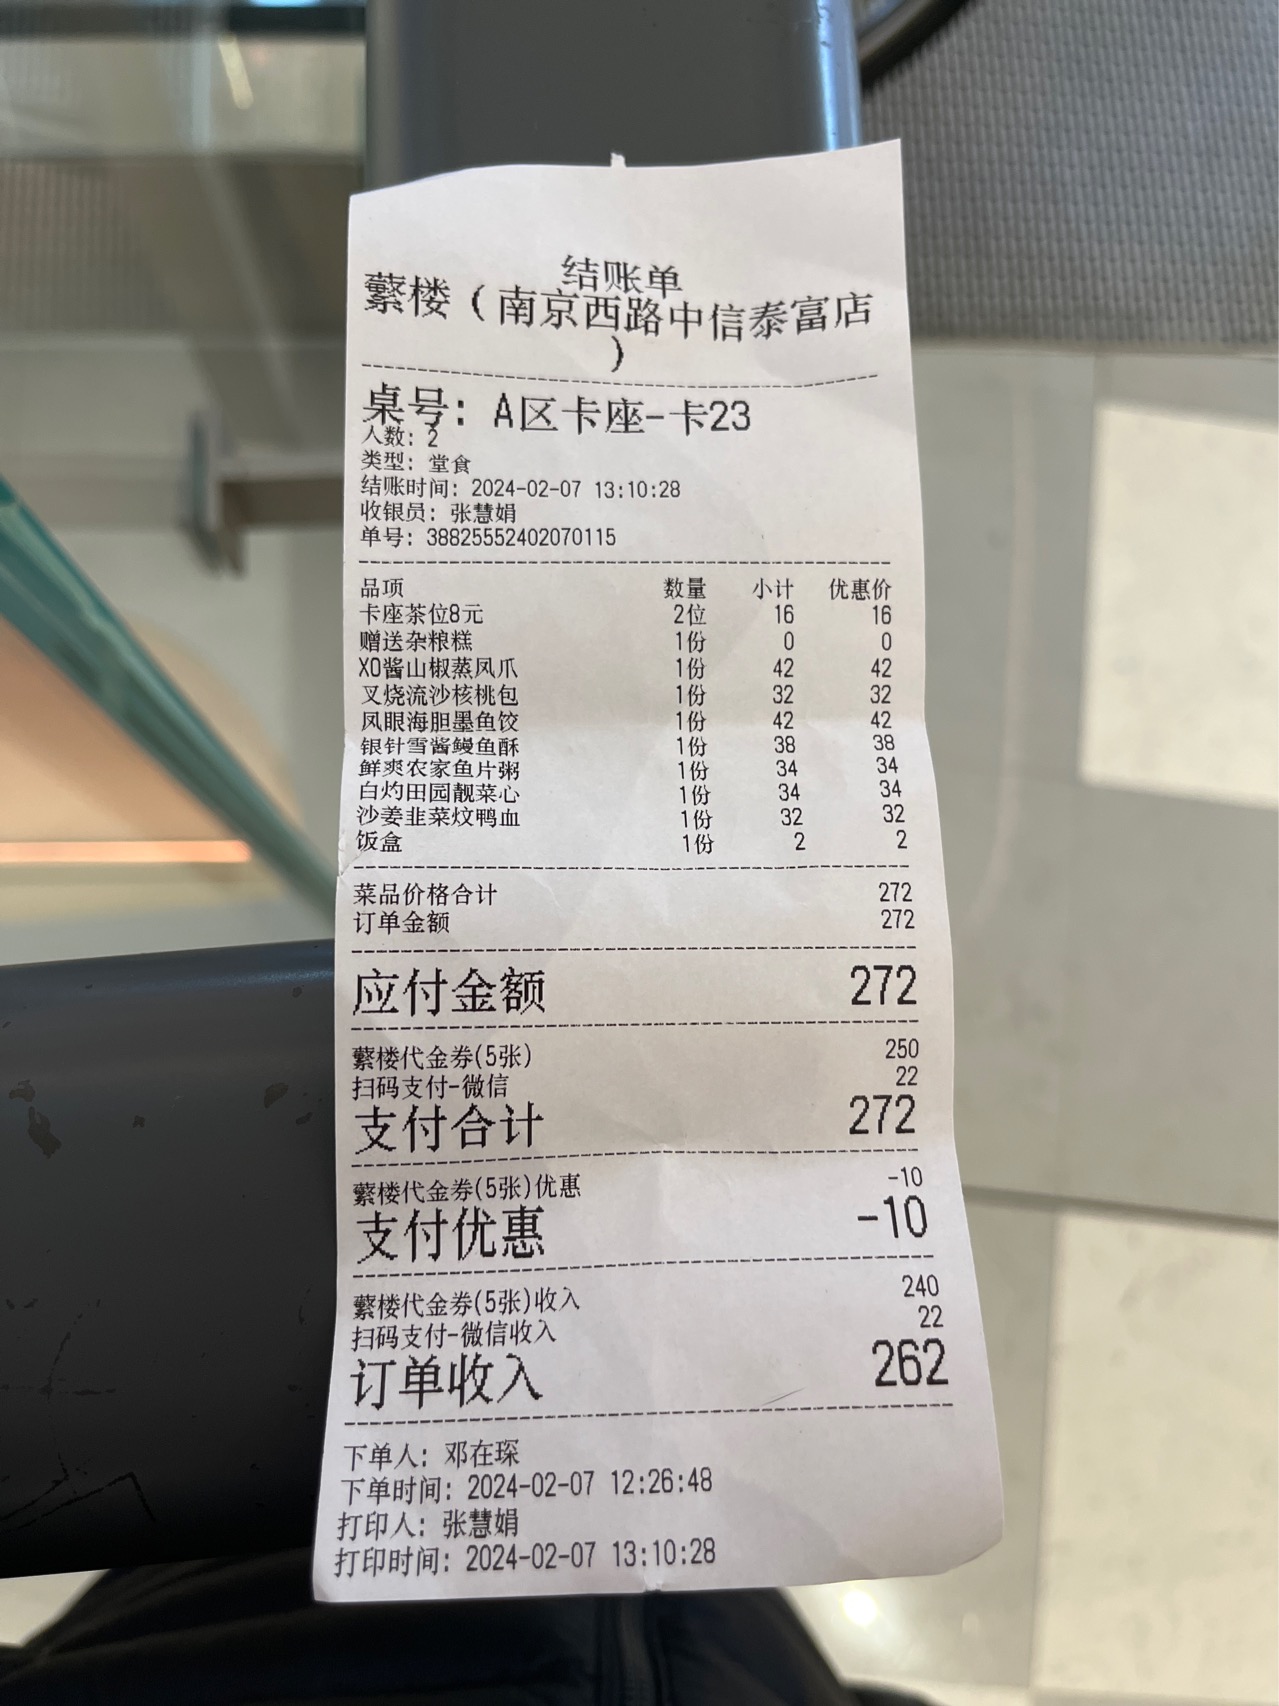 结账单
蘩楼（南京西路中信泰富店
）
桌号：A区卡座-卡23
人数：2
类型：堂食
结账时间：2024-02-07 13:10:28
收银员：张慧娟
单号：38825552402070115
品项 数量 小计 优惠价
卡座茶位8元 2位 16 16
赠送杂粮糕 1份 0 0
XO酱山椒蒸凤爪 1份 42 42
叉烧流沙核桃包 1份 32 32
凤眼海胆墨鱼饺 1份 42 42
银针雪酱鳗鱼酥 1份 38 38
鲜爽农家鱼片粥 1份 34 34
白灼田园靓菜心 1份 34 34
沙姜韭菜炆鸭血 1份 32 32
饭盒 1份 2 2
菜品价格合计 272
订单金额 272
应付金额 272
蘩楼代金券(5张) 250
扫码支付-微信 22
支付合计 272
蘩楼代金券(5张)优惠 -10
支付优惠 -10
蘩楼代金券(5张)收入 240
扫码支付-微信收入 22
订单收入 262
下单人：邓在琛
下单时间：2024-02-07 12:26:48
打印人：张慧娟
打印时间：2024-02-07 13:10:28